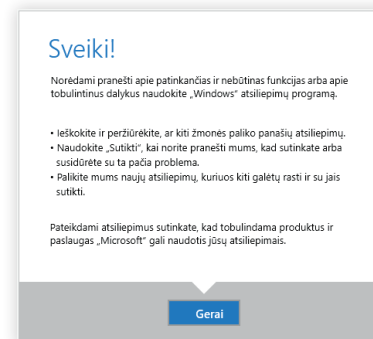 Sveiki!
Norėdami pranešti apie patinkančias ir nebūtinas funkcijas arba apie
tobulintinus dalykus naudokite „Windows“ atsiliepimų programą.
• Ieškokite ir peržiūrėkite, ar kiti žmonės paliko panašių atsiliepimų.
• Naudokite „Sutikti“, kai norite pranešti mums, kad sutinkate arba
susidūrėte su ta pačia problema.
• Palikite mums naujų atsiliepimų, kuriuos kiti galėtų rasti ir su jais
sutikti.
Pateikdami atsiliepimus sutinkate, kad tobulindama produktus ir
paslaugas „Microsoft“ gali naudotis jūsų atsiliepimais.
Gerai